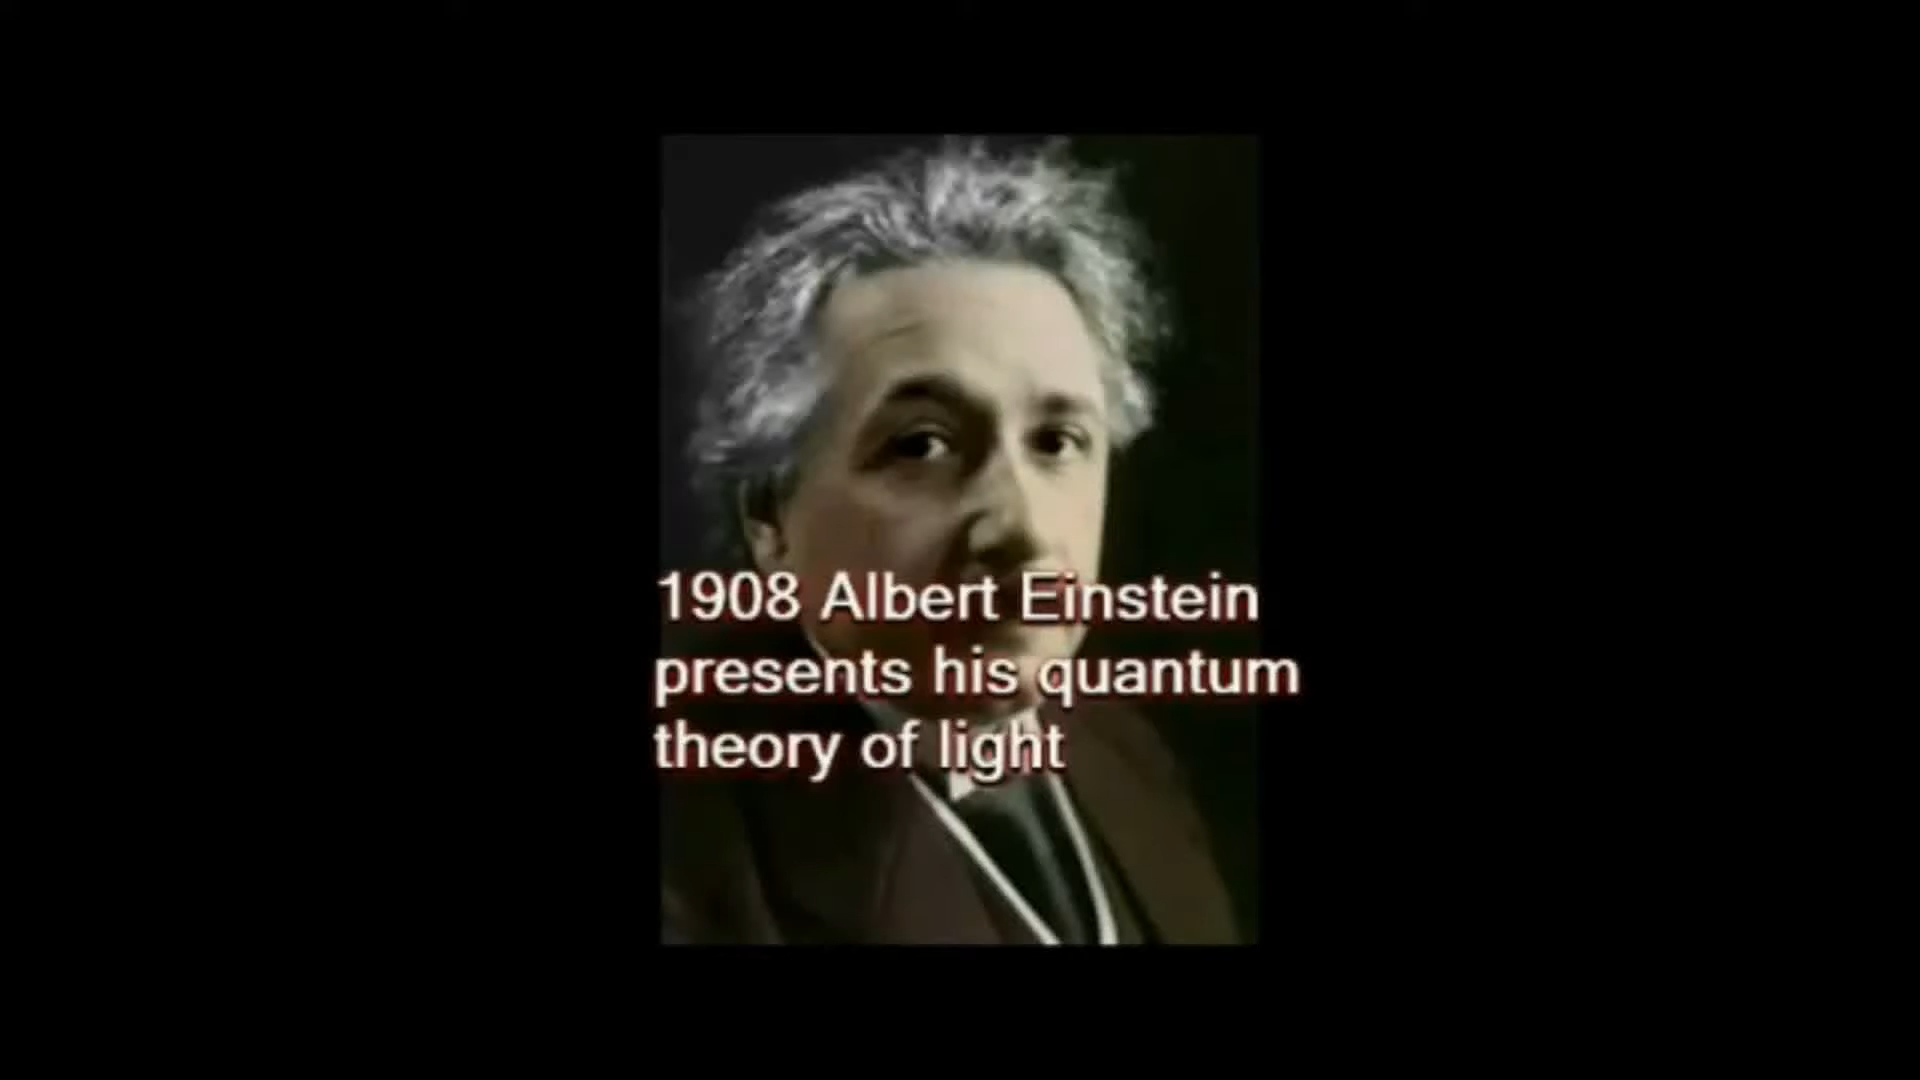 1908 Albert Einstein
presents his quantum
theory of light